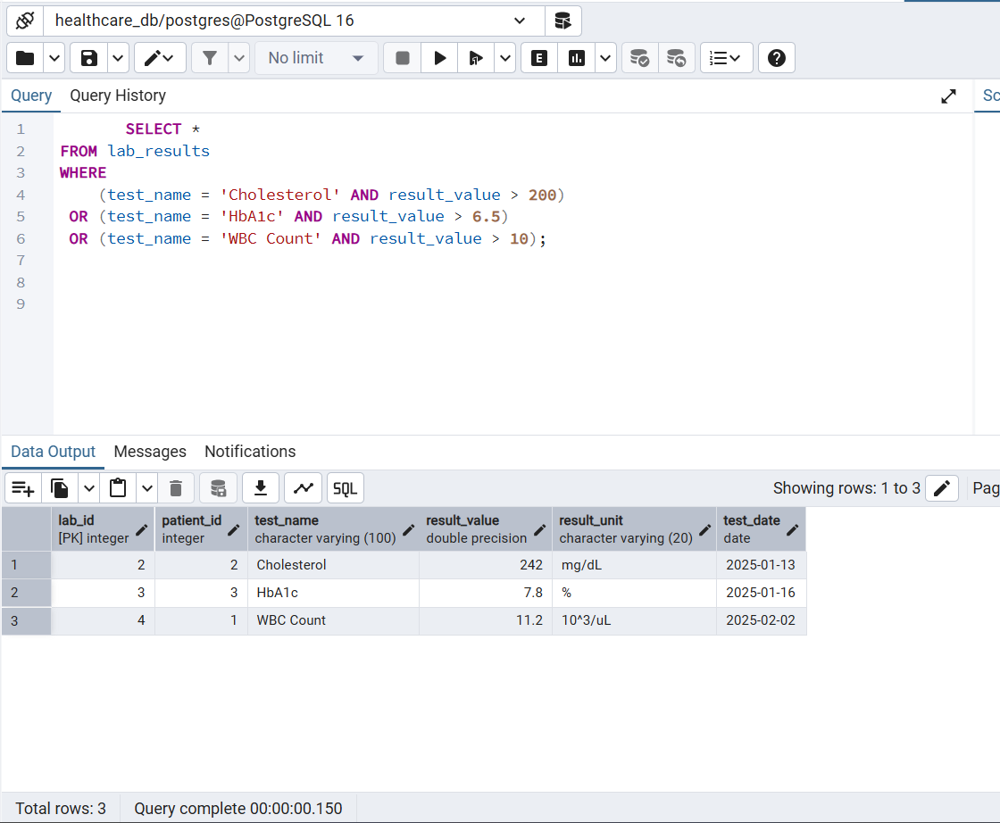 healthcare_db/postgres@PostgreSQL 16
No limit
E
Query Query History
Sc
1 SELECT *
2 FROM lab_results
3 WHERE
4 (test_name = 'Cholesterol' AND result_value > 200)
5 OR (test_name = 'HbA1c' AND result_value > 6.5)
6 OR (test_name = 'WBC Count' AND result_value > 10);
7
8
9
Data Output Messages Notifications
SQL Showing rows: 1 to 3 Pag
lab_id patient_id test_name result_value result_unit test_date
[PK] integer integer character varying (100) double precision character varying (20) date
1 2 2 Cholesterol 242 mg/dL 2025-01-13
2 3 3 HbA1c 7.8 % 2025-01-16
3 4 1 WBC Count 11.2 10^3/uL 2025-02-02
Total rows: 3 Query complete 00:00:00.150